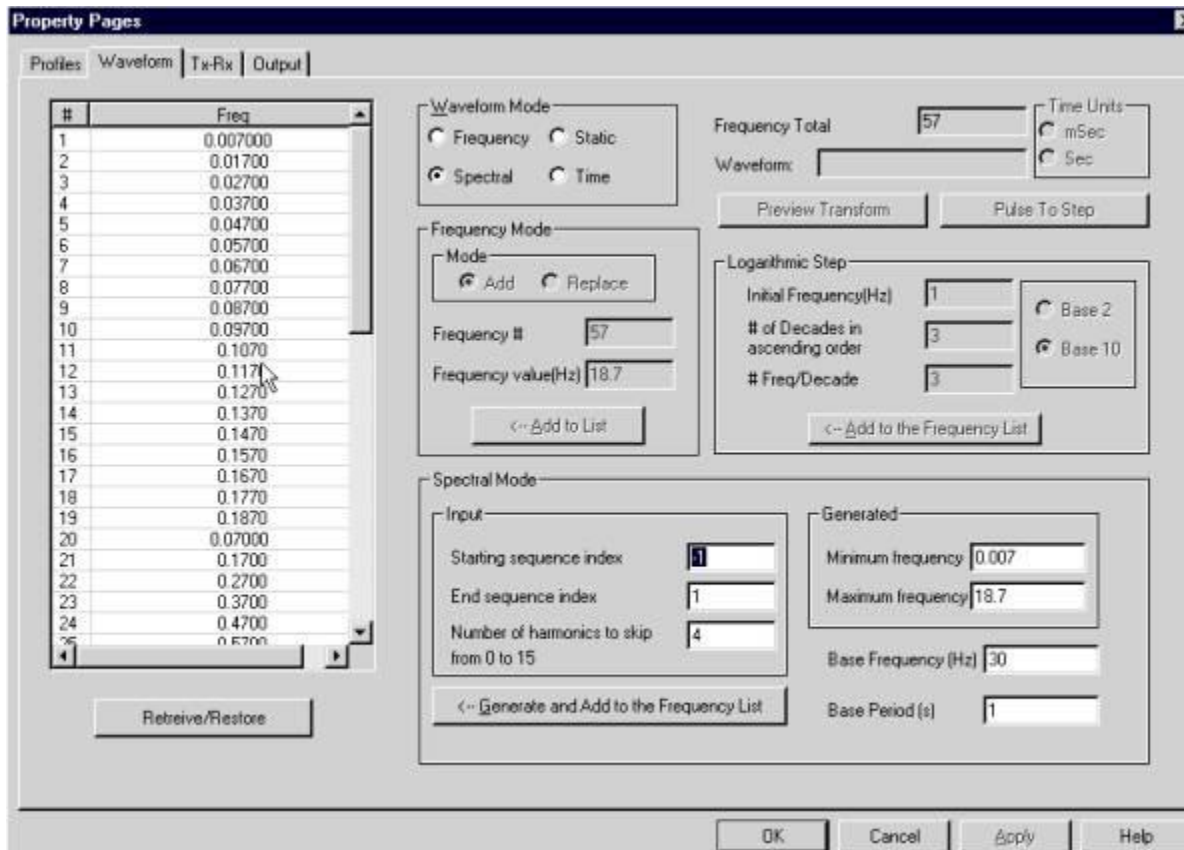 Property Pages
Profiles Waveform Tx-Rx Output
# Freq
1 0.007000
2 0.01700
3 0.02700
4 0.03700
5 0.04700
6 0.05700
7 0.06700
8 0.07700
9 0.08700
10 0.09700
11 0.1070
12 0.1170
13 0.1270
14 0.1370
15 0.1470
16 0.1570
17 0.1670
18 0.1770
19 0.1870
20 0.07000
21 0.1700
22 0.2700
23 0.3700
24 0.4700
25 0.5700
Retreive/Restore
Waveform Mode
Frequency Static
Spectral Time
Frequency Total 57
Waveform:
Time Units
mSec
Sec
Preview Transform Pulse To Step
Frequency Mode
Mode
Add Replace
Frequency # 57
Frequency value(Hz) 18.7
<-- Add to List
Logarithmic Step
Initial Frequency(Hz) 1
# of Decades in
ascending order 3
# Freq/Decade 3
Base 2
Base 10
<-- Add to the Frequency List
Spectral Mode
Input
Starting sequence index -1
End sequence index 1
Number of harmonics to skip
from 0 to 15 4
<-- Generate and Add to the Frequency List
Generated
Minimum frequency 0.007
Maximum frequency 18.7
Base Frequency (Hz) 30
Base Period (s) 1
OK Cancel Apply Help